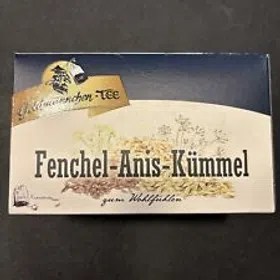 Goldmännchen-TEE
Fenchel-Anis-Kümmel
zum Wohlfühlen